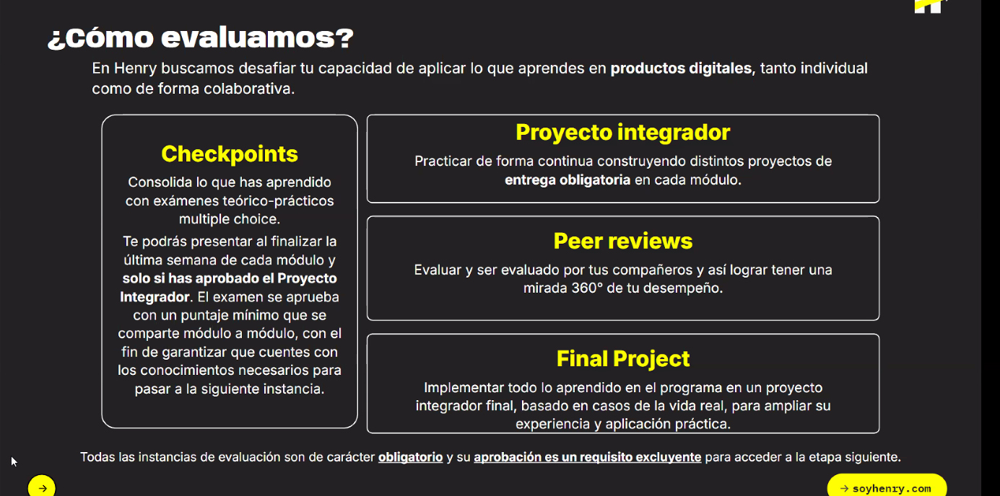 ¿Cómo evaluamos?
En Henry buscamos desafiar tu capacidad de aplicar lo que aprendes en productos digitales, tanto individual
como de forma colaborativa.
Checkpoints
Consolida lo que has aprendido
con exámenes teórico-prácticos
multiple choice.
Te podrás presentar al finalizar la
última semana de cada módulo y
solo si has aprobado el Proyecto
Integrador. El examen se aprueba
con un puntaje mínimo que se
comparte módulo a módulo, con el
fin de garantizar que cuentes con
los conocimientos necesarios para
pasar a la siguiente instancia.
Proyecto integrador
Practicar de forma continua construyendo distintos proyectos de
entrega obligatoria en cada módulo.
Peer reviews
Evaluar y ser evaluado por tus compañeros y así lograr tener una
mirada 360° de tu desempeño.
Final Project
Implementar todo lo aprendido en el programa en un proyecto
integrador final, basado en casos de la vida real, para ampliar su
experiencia y aplicación práctica.
Todas las instancias de evaluación son de carácter obligatorio y su aprobación es un requisito excluyente para acceder a la etapa siguiente.
→ soyhenry.com